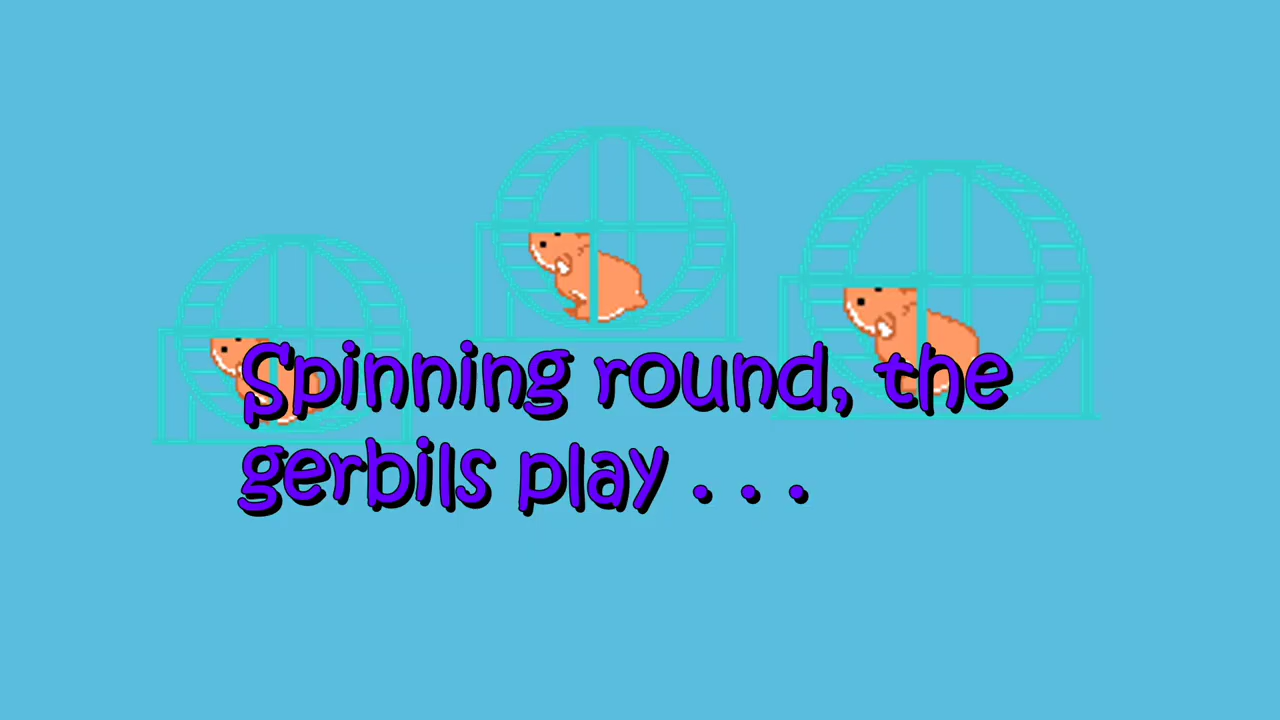 Spinning round, the
gerbils play . . .